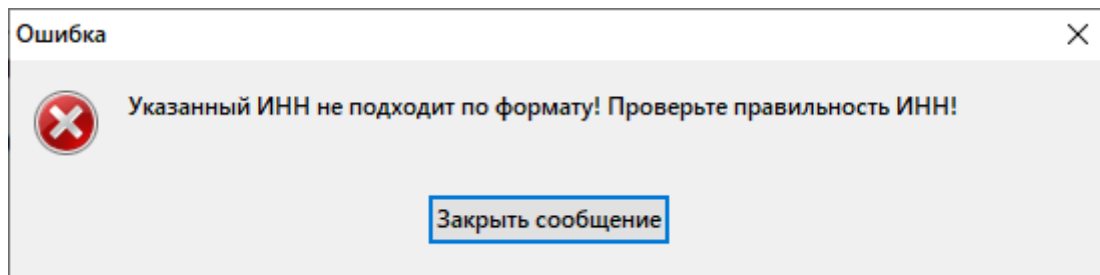 Ошибка
Указанный ИНН не подходит по формату! Проверьте правильность ИНН!
Закрыть сообщение